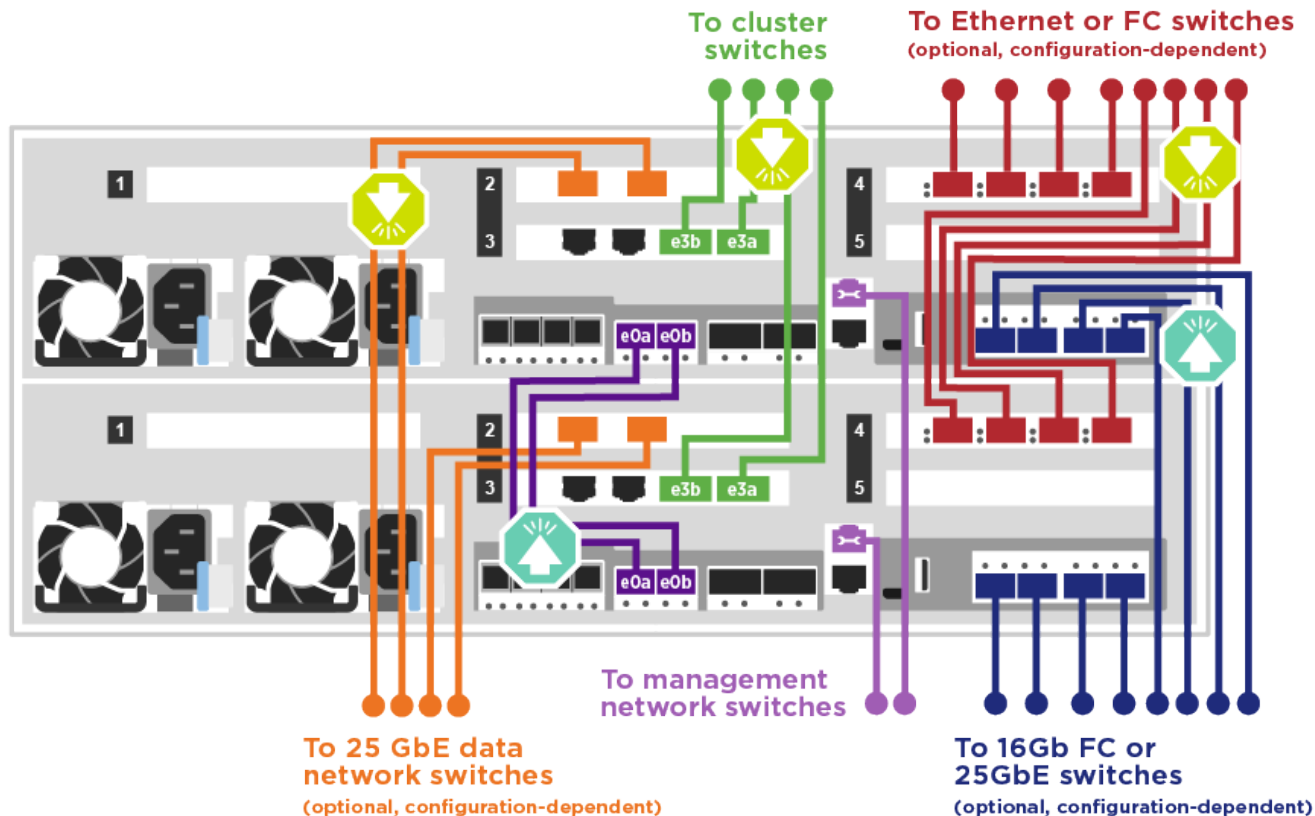 To cluster
switches
To Ethernet or FC switches
(optional, configuration-dependent)
1
2
4
3
e3b
e3a
5
e0a
e0b
1
2
4
3
e3b
e3a
5
e0a
e0b
To management
network switches
To 25 GbE data
network switches
(optional, configuration-dependent)
To 16Gb FC or
25GbE switches
(optional, configuration-dependent)